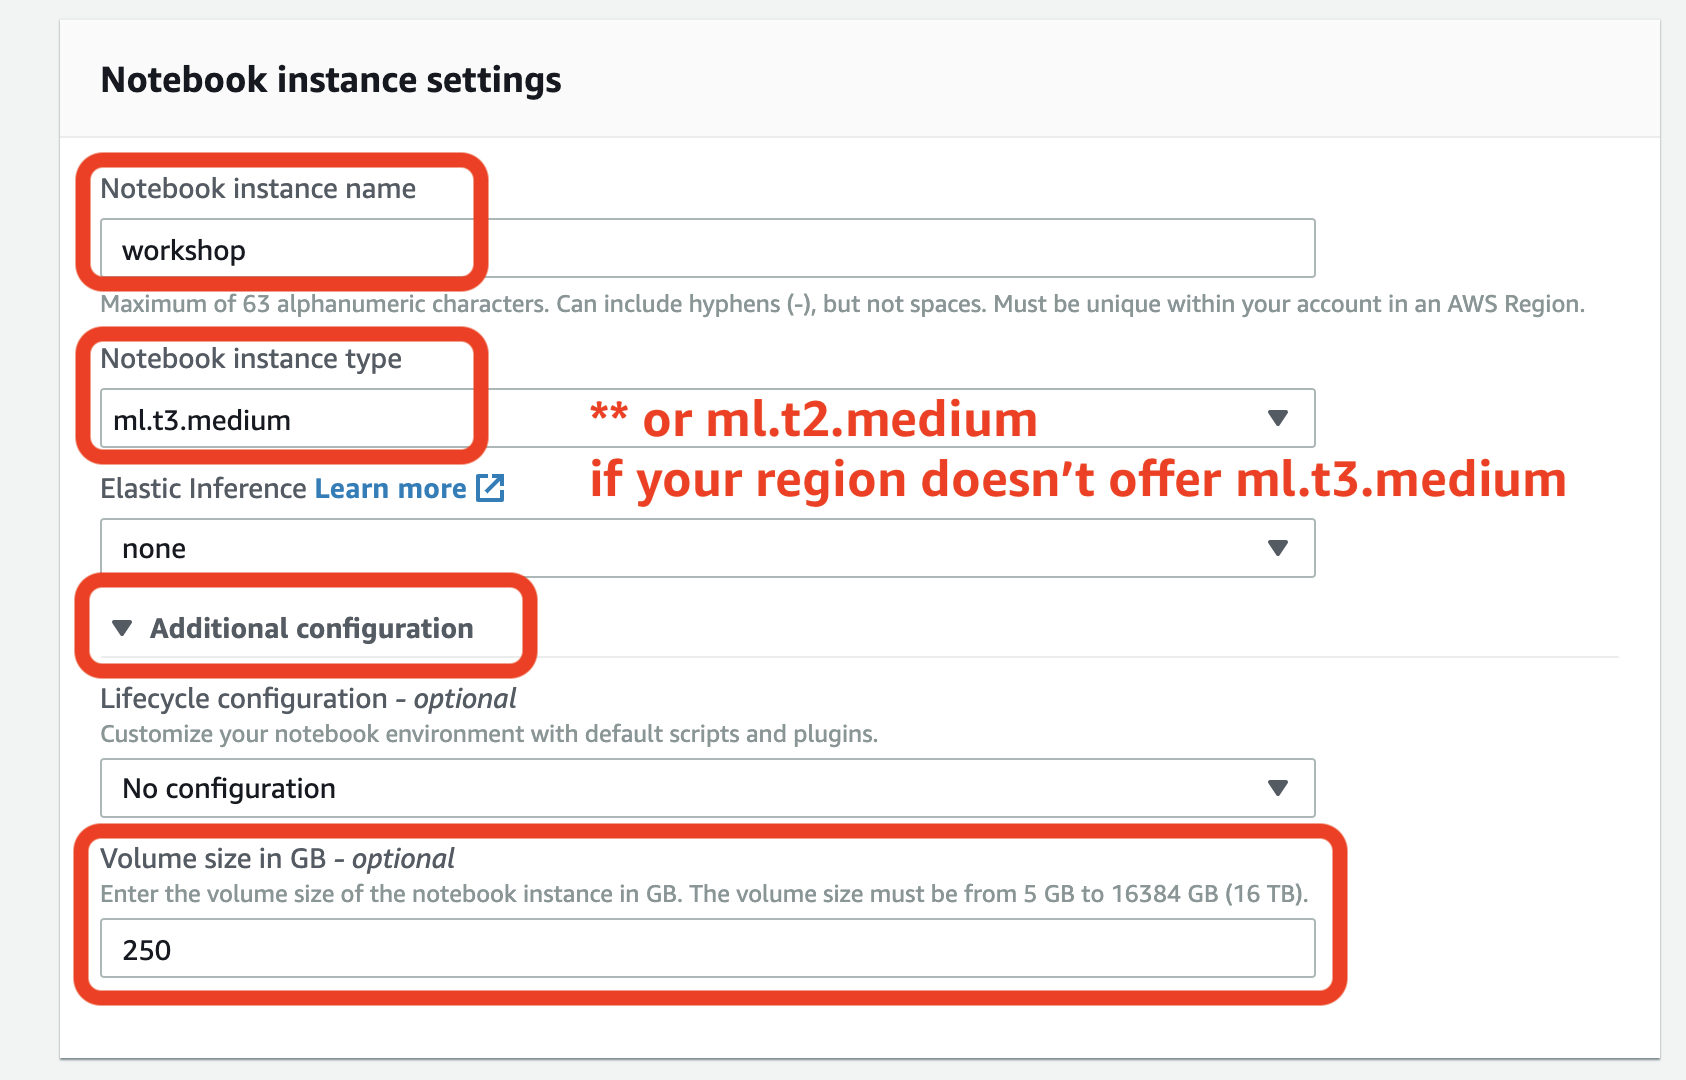 Notebook instance settings
Notebook instance name
workshop
Maximum of 63 alphanumeric characters. Can include hyphens (-), but not spaces. Must be unique within your account in an AWS Region.
Notebook instance type
ml.t3.medium
** or ml.t2.medium
if your region doesn’t offer ml.t3.medium
Elastic Inference Learn more
none
Additional configuration
Lifecycle configuration - optional
Customize your notebook environment with default scripts and plugins.
No configuration
Volume size in GB - optional
Enter the volume size of the notebook instance in GB. The volume size must be from 5 GB to 16384 GB (16 TB).
250